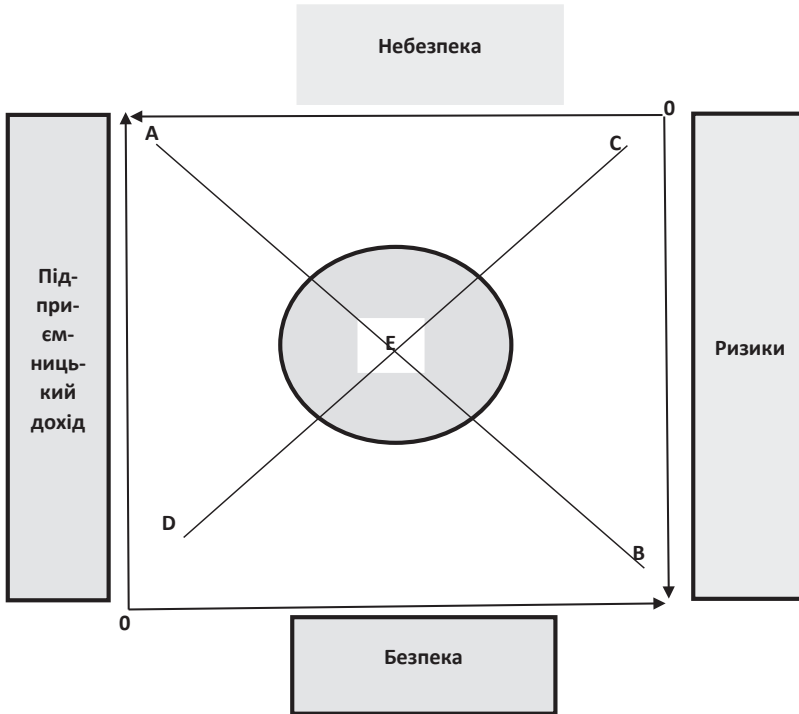 Небезпека
0
A
C
Під-
при-
єм-
ниць-
кий
дохід
E
Ризики
D
B
0
Безпека